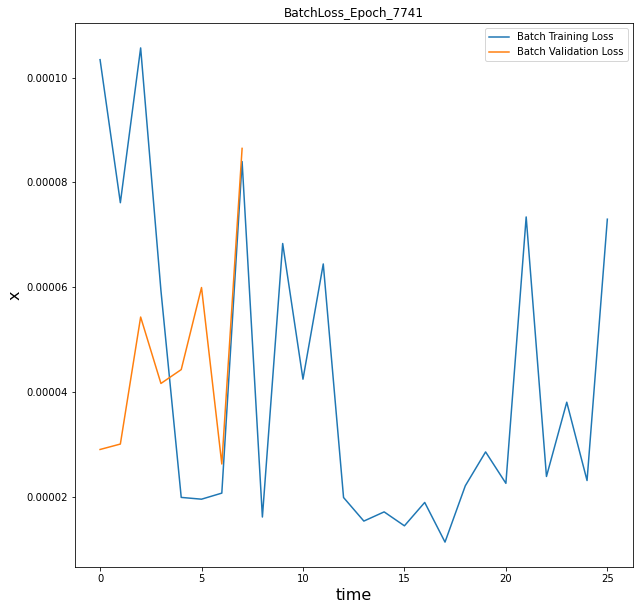 BatchLoss_Epoch_7741
Batch Training Loss
Batch Validation Loss
0.00010
0.00008
0.00006
0.00004
0.00002
x
0 5 10 15 20 25
time